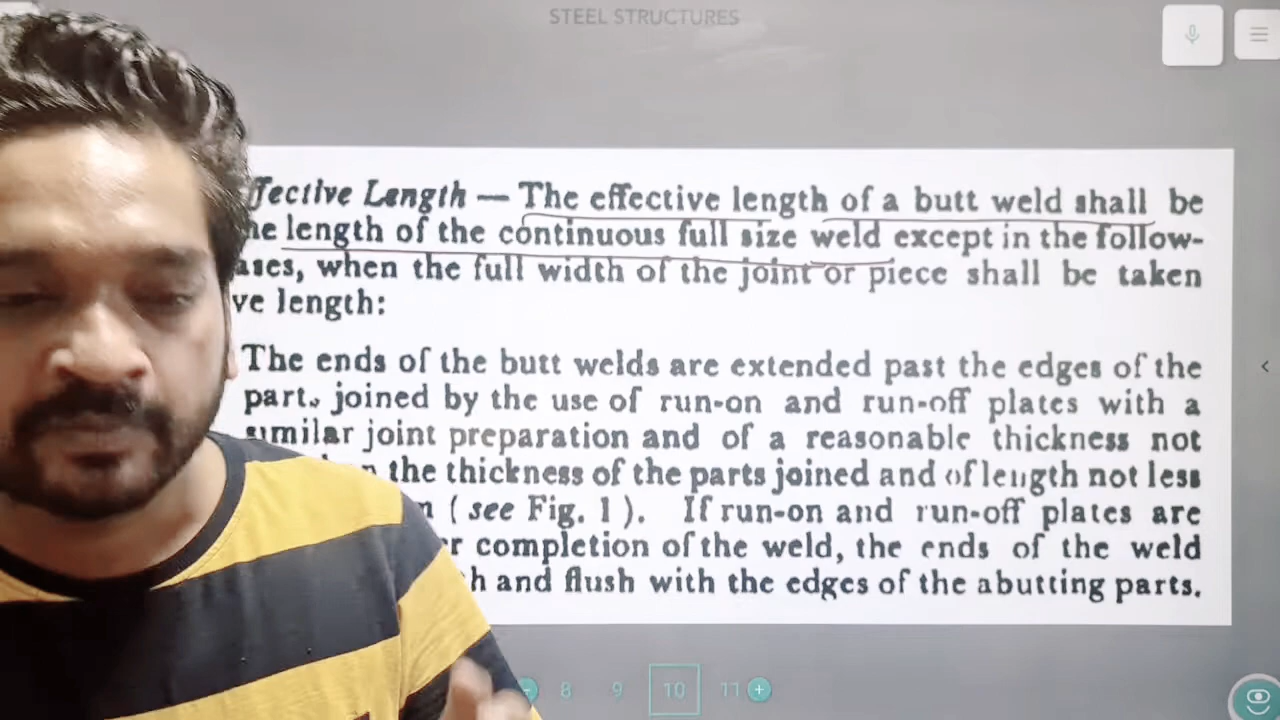 STEEL STRUCTURES
ffective Length — The effective length of a butt weld shall be
he length of the continuous full size weld except in the follow-
ases, when the full width of the joint or piece shall be taken
ve length:
The ends of the butt welds are extended past the edges of the
part, joined by the use of run-on and run-off plates with a
similar joint preparation and of a reasonable thickness not
the thickness of the parts joined and of length not less
( see Fig. 1 ). If run-on and run-off plates are
completion of the weld, the ends of the weld
h and flush with the edges of the abutting parts.
8 9 10 11